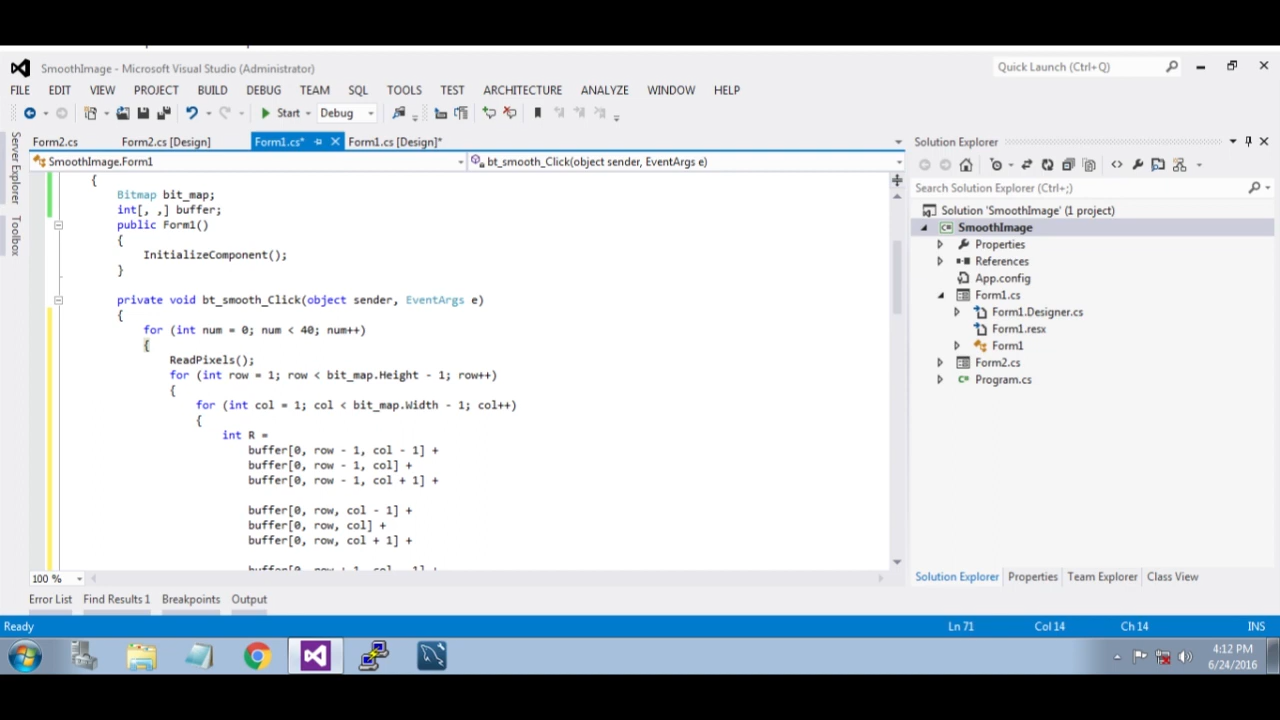 SmoothImage - Microsoft Visual Studio (Administrator)
Quick Launch (Ctrl+Q)
FILE EDIT VIEW PROJECT BUILD DEBUG TEAM SQL TOOLS TEST ARCHITECTURE ANALYZE WINDOW HELP
Start Debug
Server Explorer
Toolbox
Form2.cs Form2.cs [Design] Form1.cs* Form1.cs [Design]*
SmoothImage.Form1 bt_smooth_Click(object sender, EventArgs e)
{
Bitmap bit_map;
int[, ,] buffer;
public Form1()
{
InitializeComponent();
}
private void bt_smooth_Click(object sender, EventArgs e)
{
for (int num = 0; num < 40; num++)
{
ReadPixels();
for (int row = 1; row < bit_map.Height - 1; row++)
{
for (int col = 1; col < bit_map.Width - 1; col++)
{
int R =
buffer[0, row - 1, col - 1] +
buffer[0, row - 1, col] +
buffer[0, row - 1, col + 1] +
buffer[0, row, col - 1] +
buffer[0, row, col] +
buffer[0, row, col + 1] +
100 %
Solution Explorer
Search Solution Explorer (Ctrl+;)
Solution 'SmoothImage' (1 project)
SmoothImage
Properties
References
App.config
Form1.cs
Form1.Designer.cs
Form1.resx
Form1
Form2.cs
Program.cs
Solution Explorer Properties Team Explorer Class View
Error List Find Results 1 Breakpoints Output
Ready Ln 71 Col 14 Ch 14 INS
4:12 PM
6/24/2016